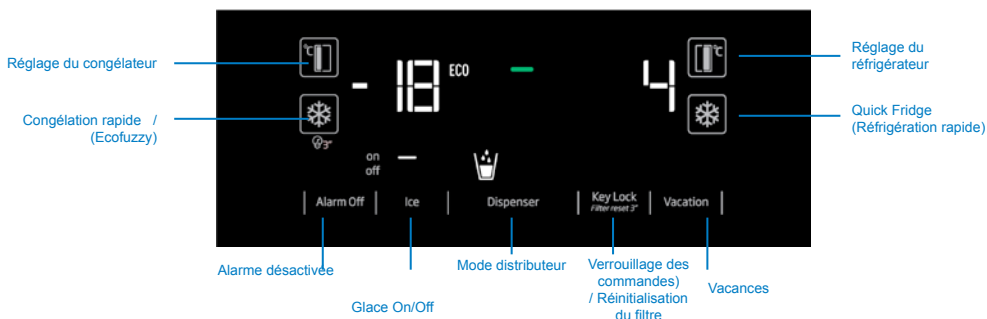 Réglage du congélateur
Congélation rapide /
(Ecofuzzy)
°C
- 18 ECO
4
°C
3"
on
off
Alarm Off
Ice
Dispenser
Key Lock
Filter reset 3"
Vacation
Réglage du
réfrigérateur
Quick Fridge
(Réfrigération rapide)
Alarme désactivée
Glace On/Off
Mode distributeur
Verrouillage des
commandes)
/ Réinitialisation
du filtre
Vacances